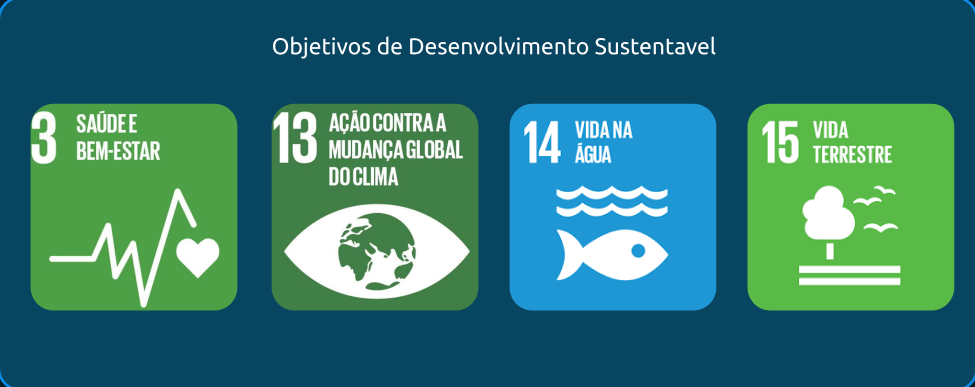 Objetivos de Desenvolvimento Sustentavel
3 SAÚDE E
BEM-ESTAR
13 AÇÃO CONTRA A
MUDANÇA GLOBAL
DO CLIMA
14 VIDA NA
ÁGUA
15 VIDA
TERRESTRE